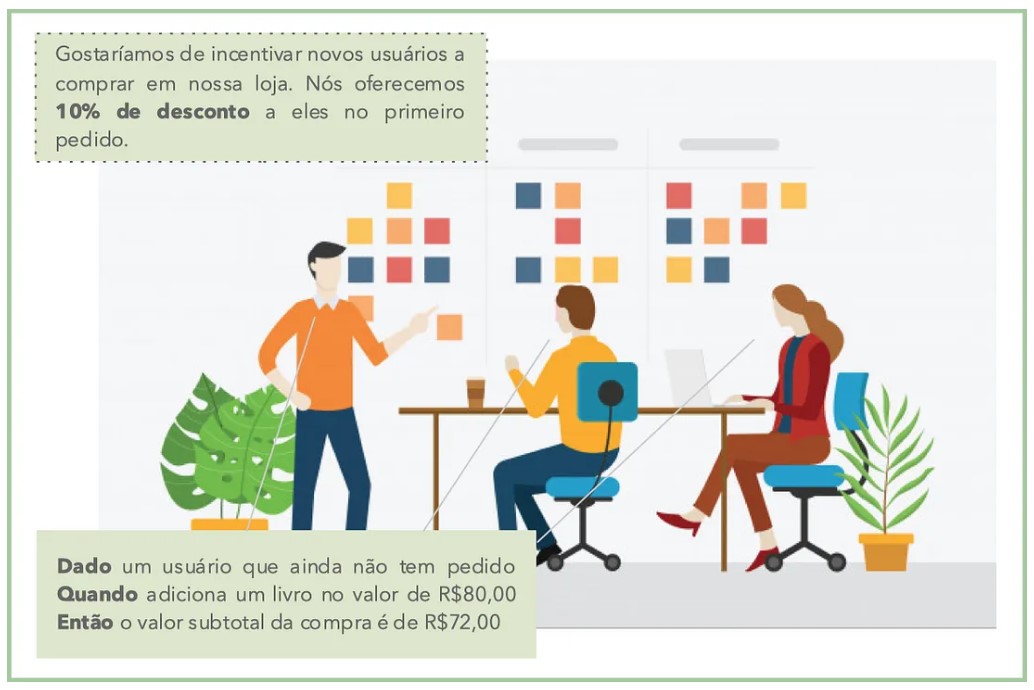 Gostaríamos de incentivar novos usuários a
comprar em nossa loja. Nós oferecemos
10% de desconto a eles no primeiro
pedido.
Dado um usuário que ainda não tem pedido
Quando adiciona um livro no valor de R$80,00
Então o valor subtotal da compra é de R$72,00